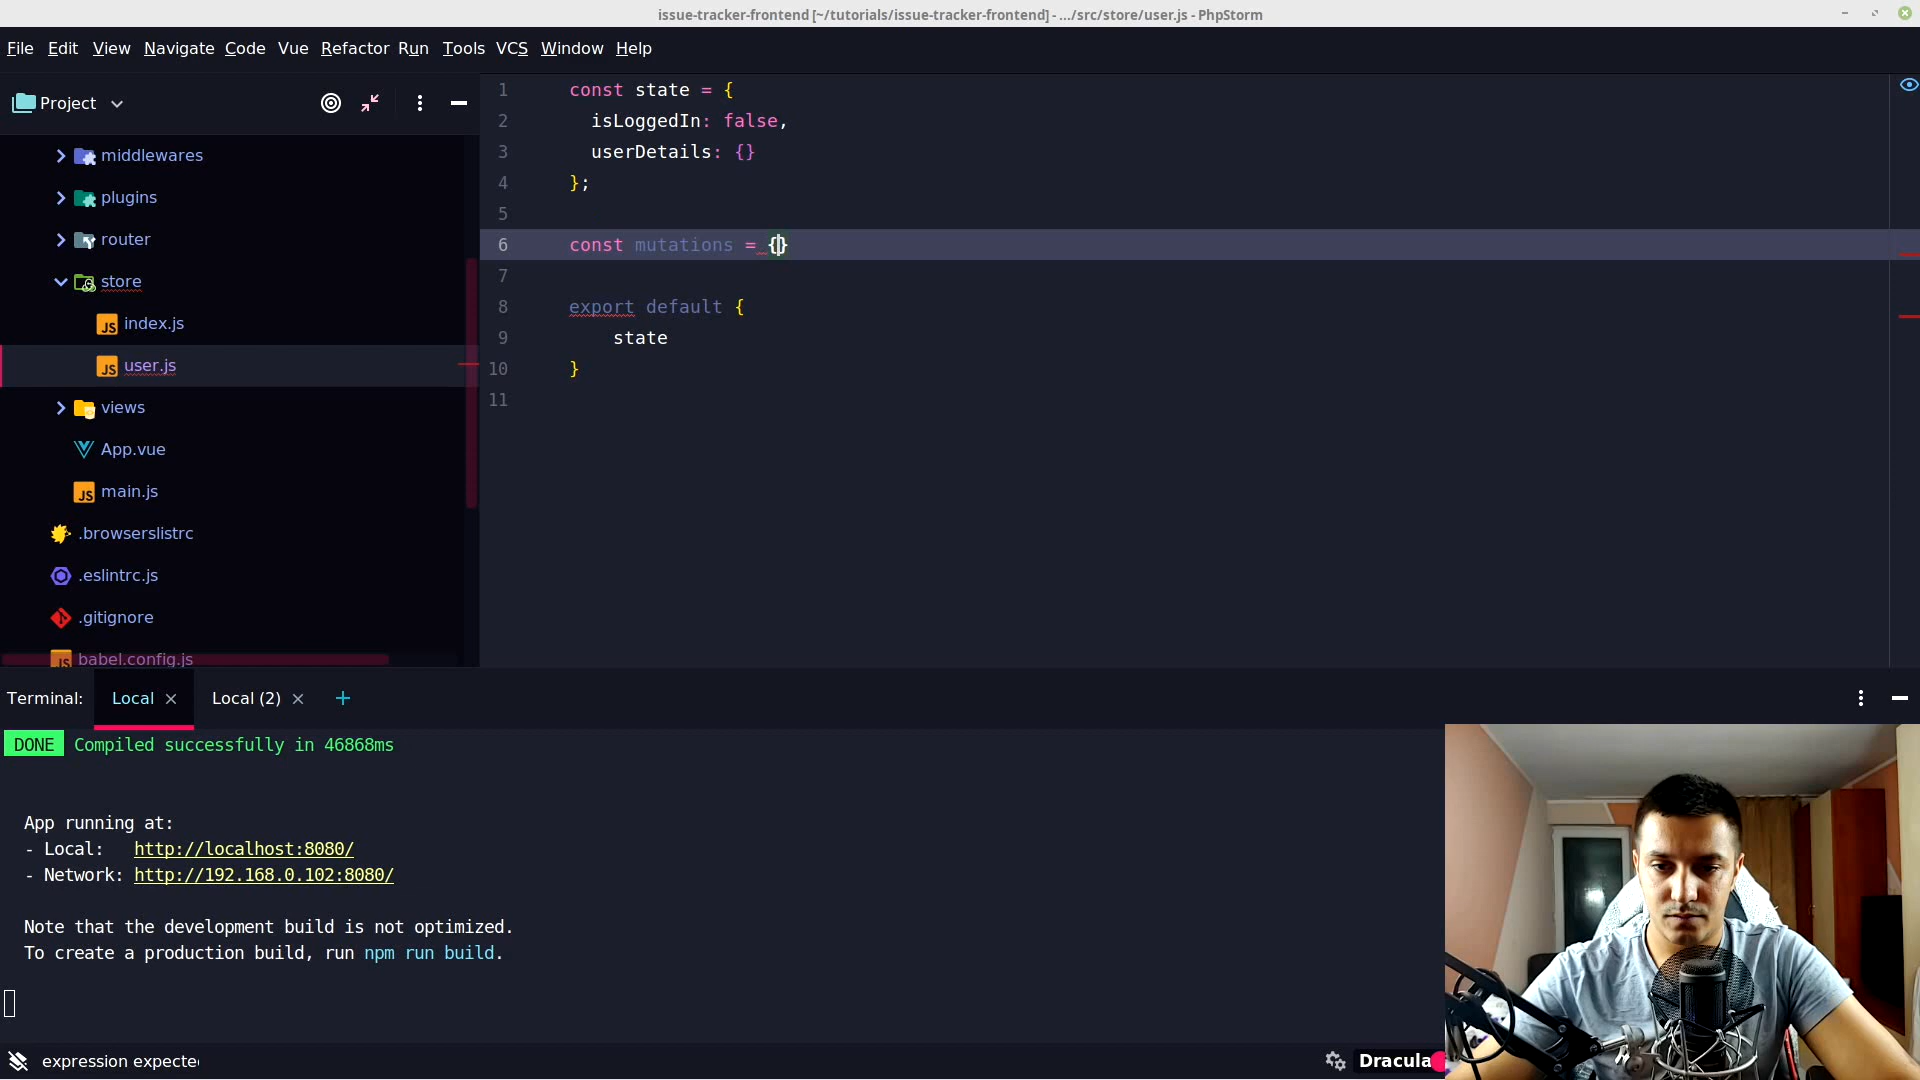 issue-tracker-frontend [~/tutorials/issue-tracker-frontend] - .../src/store/user.js - PhpStorm
File Edit View Navigate Code Vue Refactor Run Tools VCS Window Help
Project
middlewares
plugins
router
store
index.js
user.js
views
App.vue
main.js
.browserslistrc
.eslintrc.js
.gitignore
babel.config.js
1 const state = {
2 isLoggedIn: false,
3 userDetails: {}
4 };
5
6 const mutations = {}
7
8 export default {
9 state
10 }
11
Terminal: Local Local (2)
DONE Compiled successfully in 46868ms
App running at:
- Local: http://localhost:8080/
- Network: http://192.168.0.102:8080/
Note that the development build is not optimized.
To create a production build, run npm run build.
expression expecte
Dracula